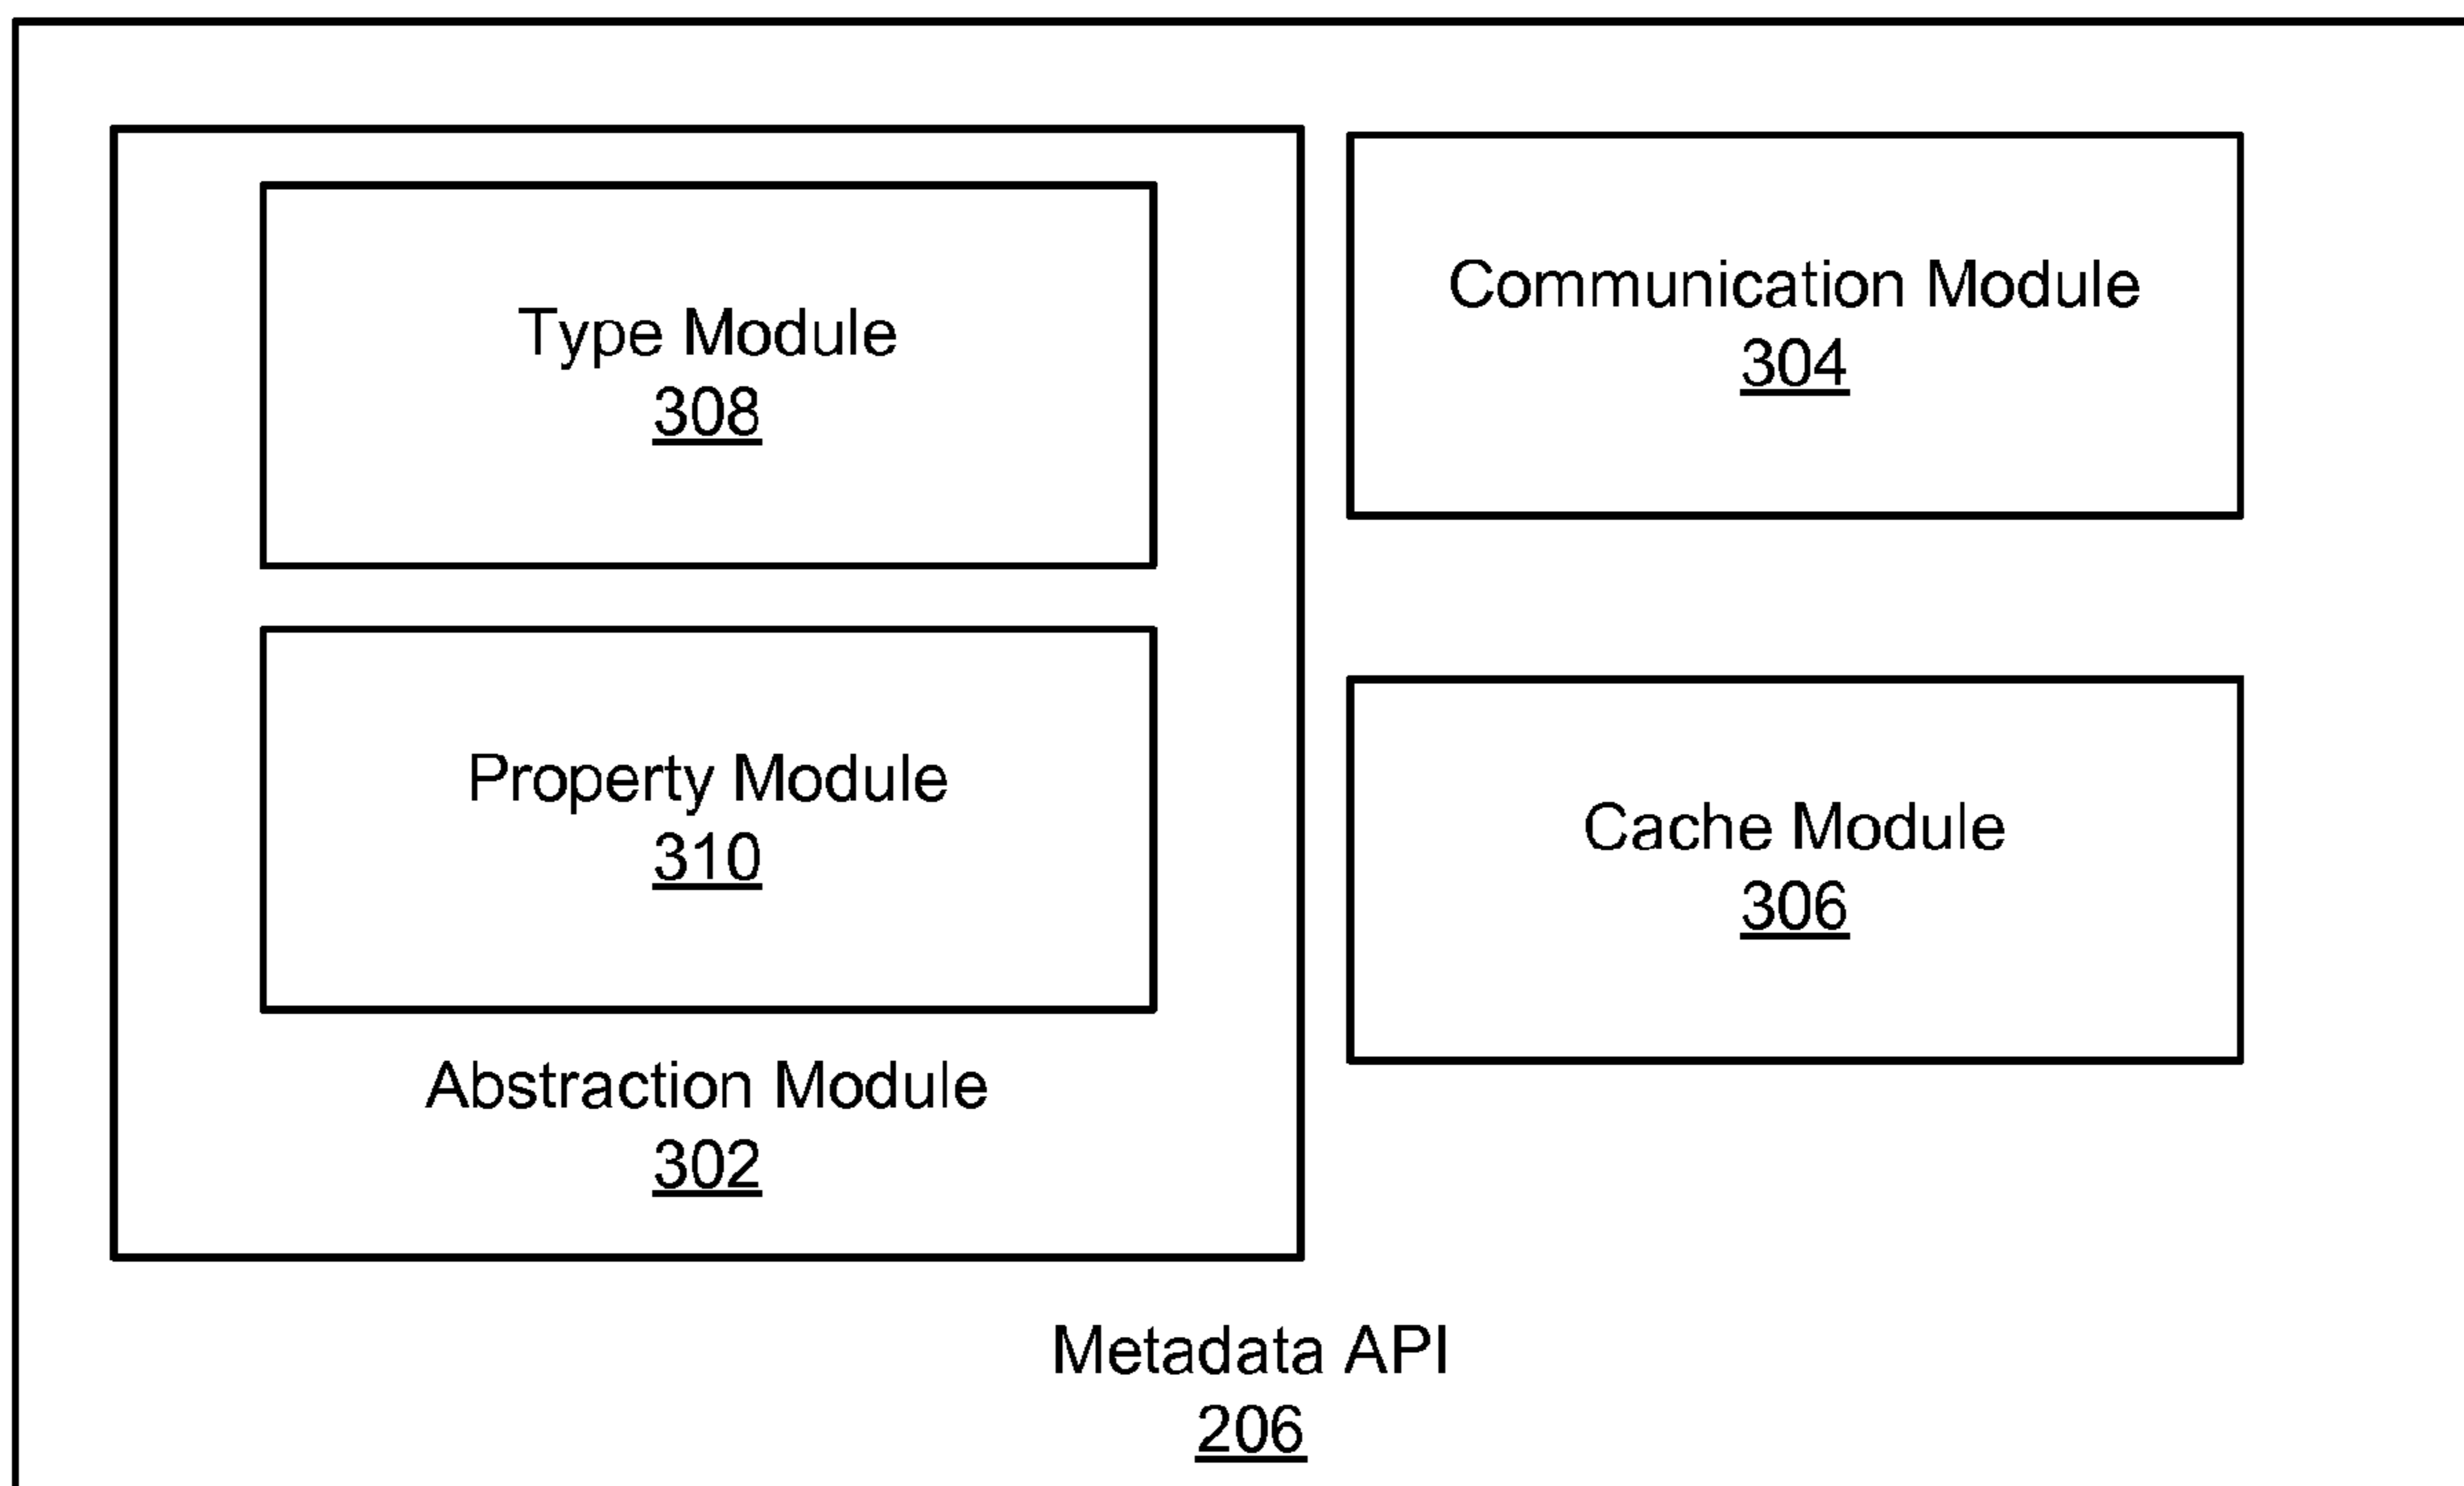 Type Module
308
Property Module
310
Abstraction Module
302
Communication Module
304
Cache Module
306
Metadata API
206